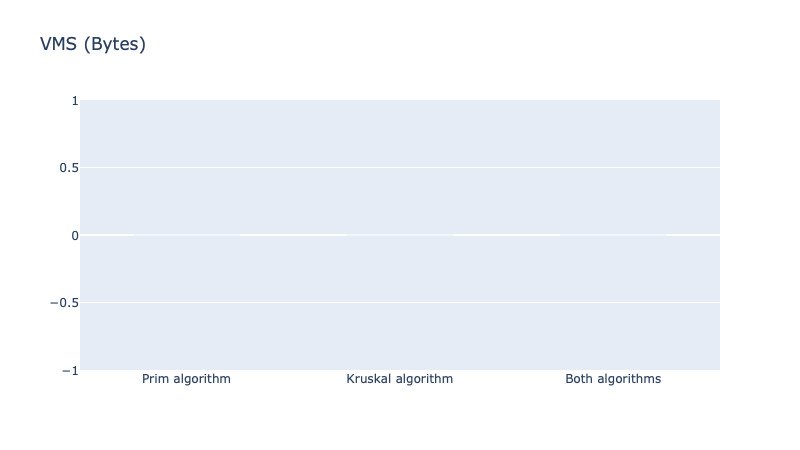 VMS (Bytes)
1
0.5
0
−0.5
−1
Prim algorithm
Kruskal algorithm
Both algorithms